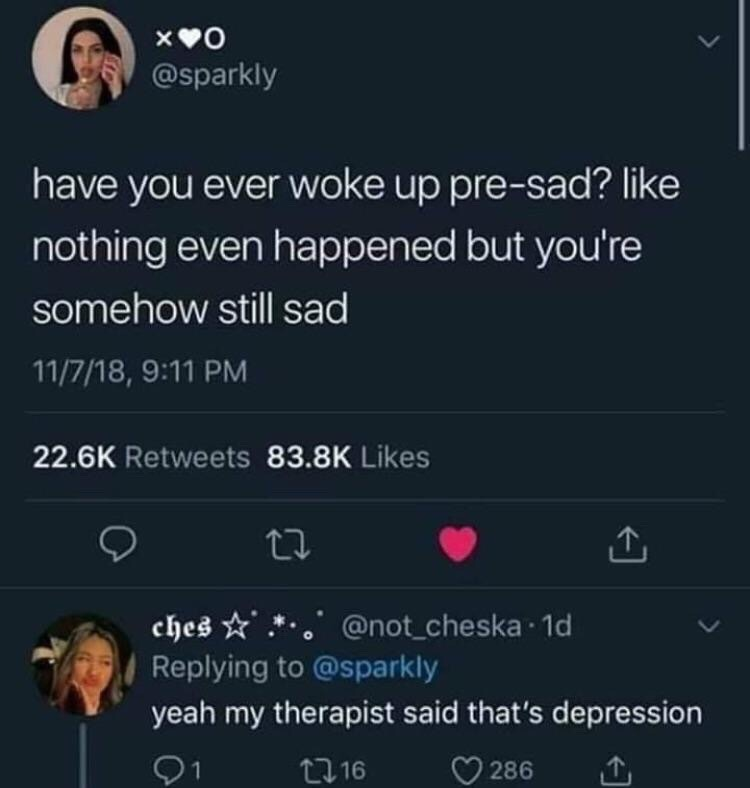 x♥O
@sparkly
have you ever woke up pre-sad? like
nothing even happened but you're
somehow still sad
11/7/18, 9:11 PM
22.6K Retweets 83.8K Likes
ches ☆ﾟ.*･｡ﾟ @not_cheska · 1d
Replying to @sparkly
yeah my therapist said that's depression
1 16 286